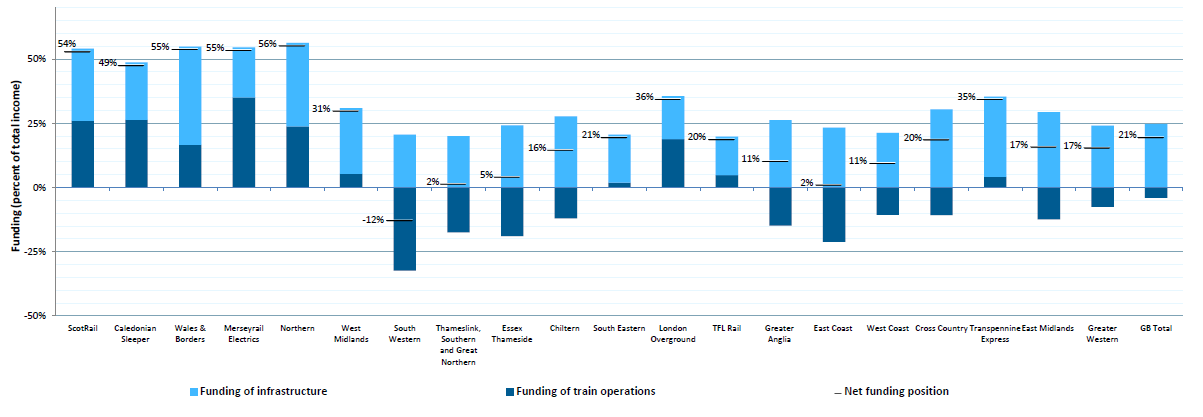 Funding (percent of total income)
50%
25%
0%
-25%
-50%
54%
49%
55%
55%
56%
31%
-12%
2%
5%
16%
21%
36%
20%
11%
2%
11%
20%
35%
17%
17%
21%
ScotRail
Caledonian
Sleeper
Wales &
Borders
Merseyrail
Electrics
Northern
West
Midlands
South
Western
Thameslink,
Southern
and Great
Northern
Essex
Thameside
Chiltern
South Eastern
London
Overground
TFL Rail
Greater
Anglia
East Coast
West Coast
Cross Country
Transpennine
Express
East Midlands
Greater
Western
GB Total
Funding of infrastructure
Funding of train operations
Net funding position